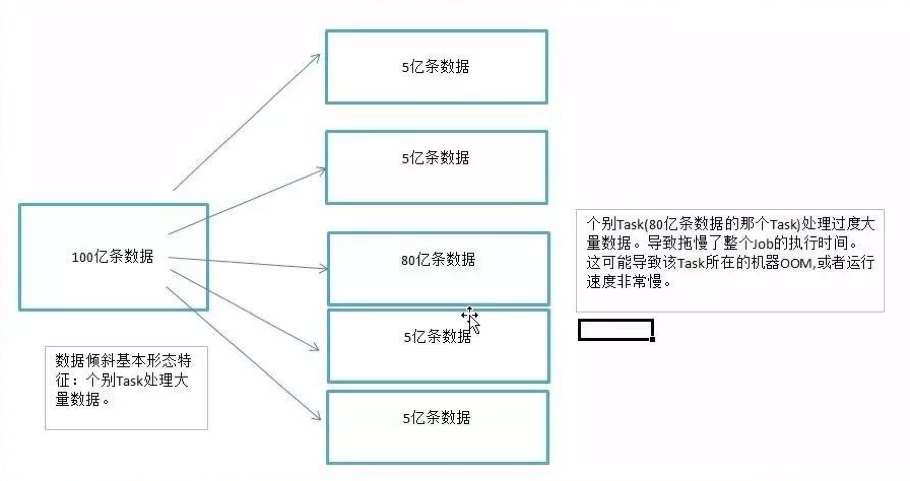 5亿条数据
5亿条数据
100亿条数据
80亿条数据
5亿条数据
5亿条数据
个别Task(80亿条数据的那个Task)处理过度大
量数据。导致拖慢了整个Job的执行时间。
这可能导致该Task所在的机器OOM,或者运行
速度非常慢。
数据倾斜基本形态特
征：个别Task处理大
量数据。